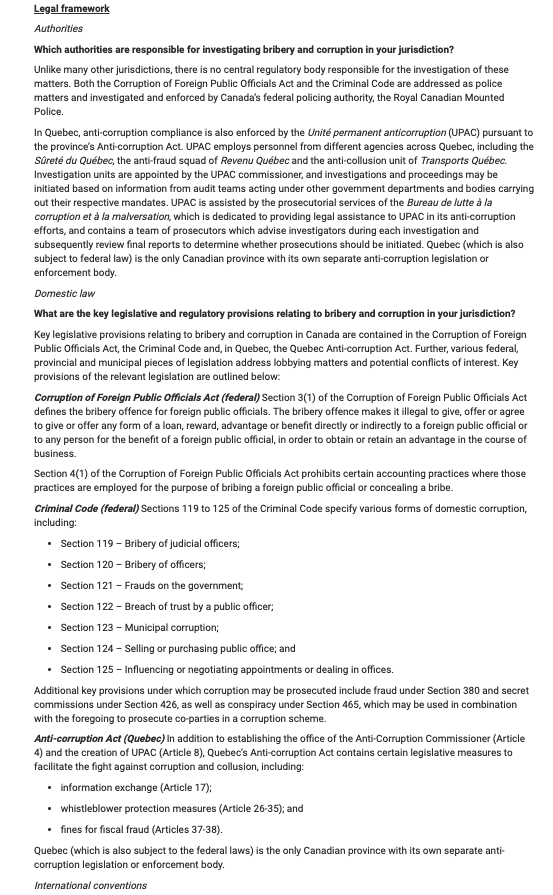 Legal framework
Authorities
Which authorities are responsible for investigating bribery and corruption in your jurisdiction?
Unlike many other jurisdictions, there is no central regulatory body responsible for the investigation of these
matters. Both the Corruption of Foreign Public Officials Act and the Criminal Code are addressed as police
matters and investigated and enforced by Canada's federal policing authority, the Royal Canadian Mounted
Police.
In Quebec, anti-corruption compliance is also enforced by the Unité permanent anticorruption (UPAC) pursuant to
the province's Anti-corruption Act. UPAC employs personnel from different agencies across Quebec, including the
Sûreté du Québec, the anti-fraud squad of Revenu Québec and the anti-collusion unit of Transports Québec.
Investigation units are appointed by the UPAC commissioner, and investigations and proceedings may be
initiated based on information from audit teams acting under other government departments and bodies carrying
out their respective mandates. UPAC is assisted by the prosecutorial services of the Bureau de lutte à la
corruption et à la malversation, which is dedicated to providing legal assistance to UPAC in its anti-corruption
efforts, and contains a team of prosecutors which advise investigators during each investigation and
subsequently review final reports to determine whether prosecutions should be initiated. Quebec (which is also
subject to federal law) is the only Canadian province with its own separate anti-corruption legislation or
enforcement body.
Domestic law
What are the key legislative and regulatory provisions relating to bribery and corruption in your jurisdiction?
Key legislative provisions relating to bribery and corruption in Canada are contained in the Corruption of Foreign
Public Officials Act, the Criminal Code and, in Quebec, the Quebec Anti-corruption Act. Further, various federal,
provincial and municipal pieces of legislation address lobbying matters and potential conflicts of interest. Key
provisions of the relevant legislation are outlined below:
Corruption of Foreign Public Officials Act (federal) Section 3(1) of the Corruption of Foreign Public Officials Act
defines the bribery offence for foreign public officials. The bribery offence makes it illegal to give, offer or agree
to give or offer any form of a loan, reward, advantage or benefit directly or indirectly to a foreign public official or
to any person for the benefit of a foreign public official, in order to obtain or retain an advantage in the course of
business.
Section 4(1) of the Corruption of Foreign Public Officials Act prohibits certain accounting practices where those
practices are employed for the purpose of bribing a foreign public official or concealing a bribe.
Criminal Code (federal) Sections 119 to 125 of the Criminal Code specify various forms of domestic corruption,
including:
• Section 119 – Bribery of judicial officers;
• Section 120 – Bribery of officers;
• Section 121 – Frauds on the government;
• Section 122 – Breach of trust by a public officer;
• Section 123 – Municipal corruption;
• Section 124 – Selling or purchasing public office; and
• Section 125 – Influencing or negotiating appointments or dealing in offices.
Additional key provisions under which corruption may be prosecuted include fraud under Section 380 and secret
commissions under Section 426, as well as conspiracy under Section 465, which may be used in combination
with the foregoing to prosecute co-parties in a corruption scheme.
Anti-corruption Act (Quebec) In addition to establishing the office of the Anti-Corruption Commissioner (Article
4) and the creation of UPAC (Article 8), Quebec's Anti-corruption Act contains certain legislative measures to
facilitate the fight against corruption and collusion, including:
• information exchange (Article 17);
• whistleblower protection measures (Article 26-35); and
• fines for fiscal fraud (Articles 37-38).
Quebec (which is also subject to the federal laws) is the only Canadian province with its own separate anti-
corruption legislation or enforcement body.
International conventions